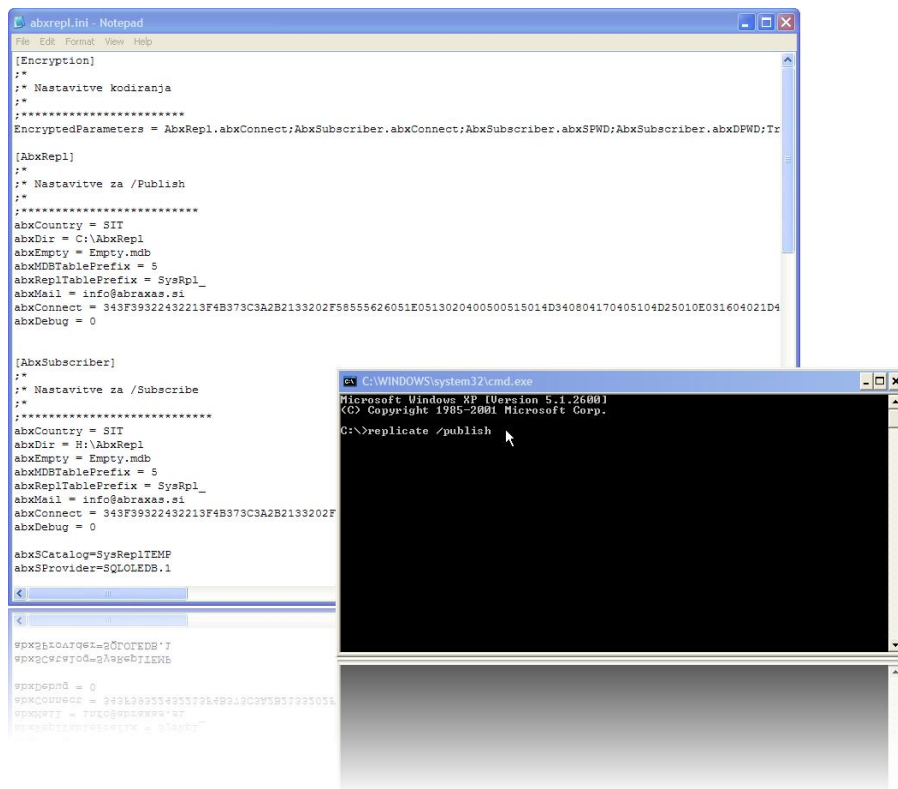 abxrepl.ini - Notepad
File Edit Format View Help
[Encryption]
;*
;* Nastavitve kodiranja
;*
;************************
EncryptedParameters = AbxRepl.abxConnect;AbxSubscriber.abxConnect;AbxSubscriber.abxSPWD;AbxSubscriber.abxDPWD;Tr
[AbxRepl]
;*
;* Nastavitve za /Publish
;*
;**************************
abxCountry = SIT
abxDir = C:\AbxRepl
abxEmpty = Empty.mdb
abxMDBTablePrefix = 5
abxReplTablePrefix = SysRpl_
abxMail = info@abraxas.si
abxConnect = 343F39322432213F4B373C3A2B2133202F58555626051E0513020400500515014D340804170405104D25010E031604021D4
abxDebug = 0
[AbxSubscriber]
;*
;* Nastavitve za /Subscribe
;*
;****************************
abxCountry = SIT
abxDir = H:\AbxRepl
abxEmpty = Empty.mdb
abxMDBTablePrefix = 5
abxReplTablePrefix = SysRpl_
abxMail = info@abraxas.si
abxConnect = 343F39322432213F4B373C3A2B2133202F
abxDebug = 0
abxSCatalog=SysReplTEMP
abxSProvider=SQLOLEDB.1
C:\WINDOWS\system32\cmd.exe
Microsoft Windows XP [Version 5.1.2600]
(C) Copyright 1985-2001 Microsoft Corp.
C:\>replicate /publish